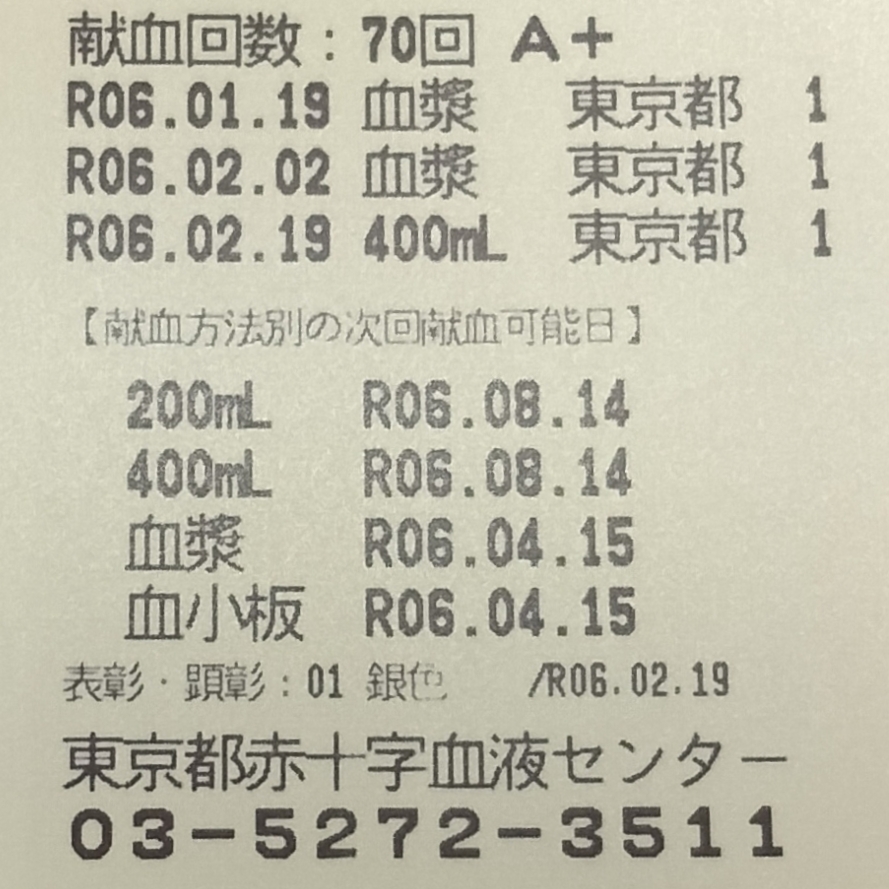 献血回数:70回 A+
R06.01.19 血漿 東京都 1
R06.02.02 血漿 東京都 1
R06.02.19 400mL 東京都 1
【献血方法別の次回献血可能日】
200mL R06.08.14
400mL R06.08.14
血漿 R06.04.15
血小板 R06.04.15
表彰・顕彰:01 銀色 /R06.02.19
東京都赤十字血液センター
03-5272-3511